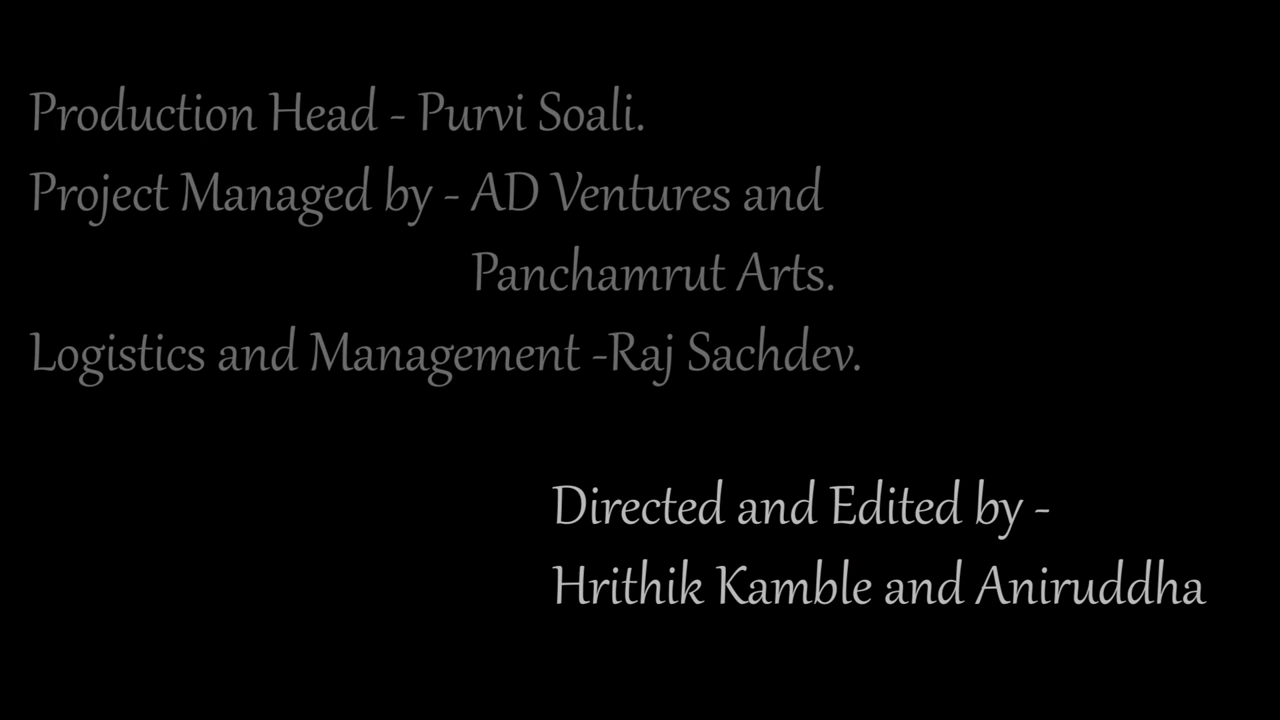 Production Head - Purvi Soali.
Project Managed by - AD Ventures and
Panchamrut Arts.
Logistics and Management -Raj Sachdev.
Directed and Edited by -
Hrithik Kamble and Aniruddha